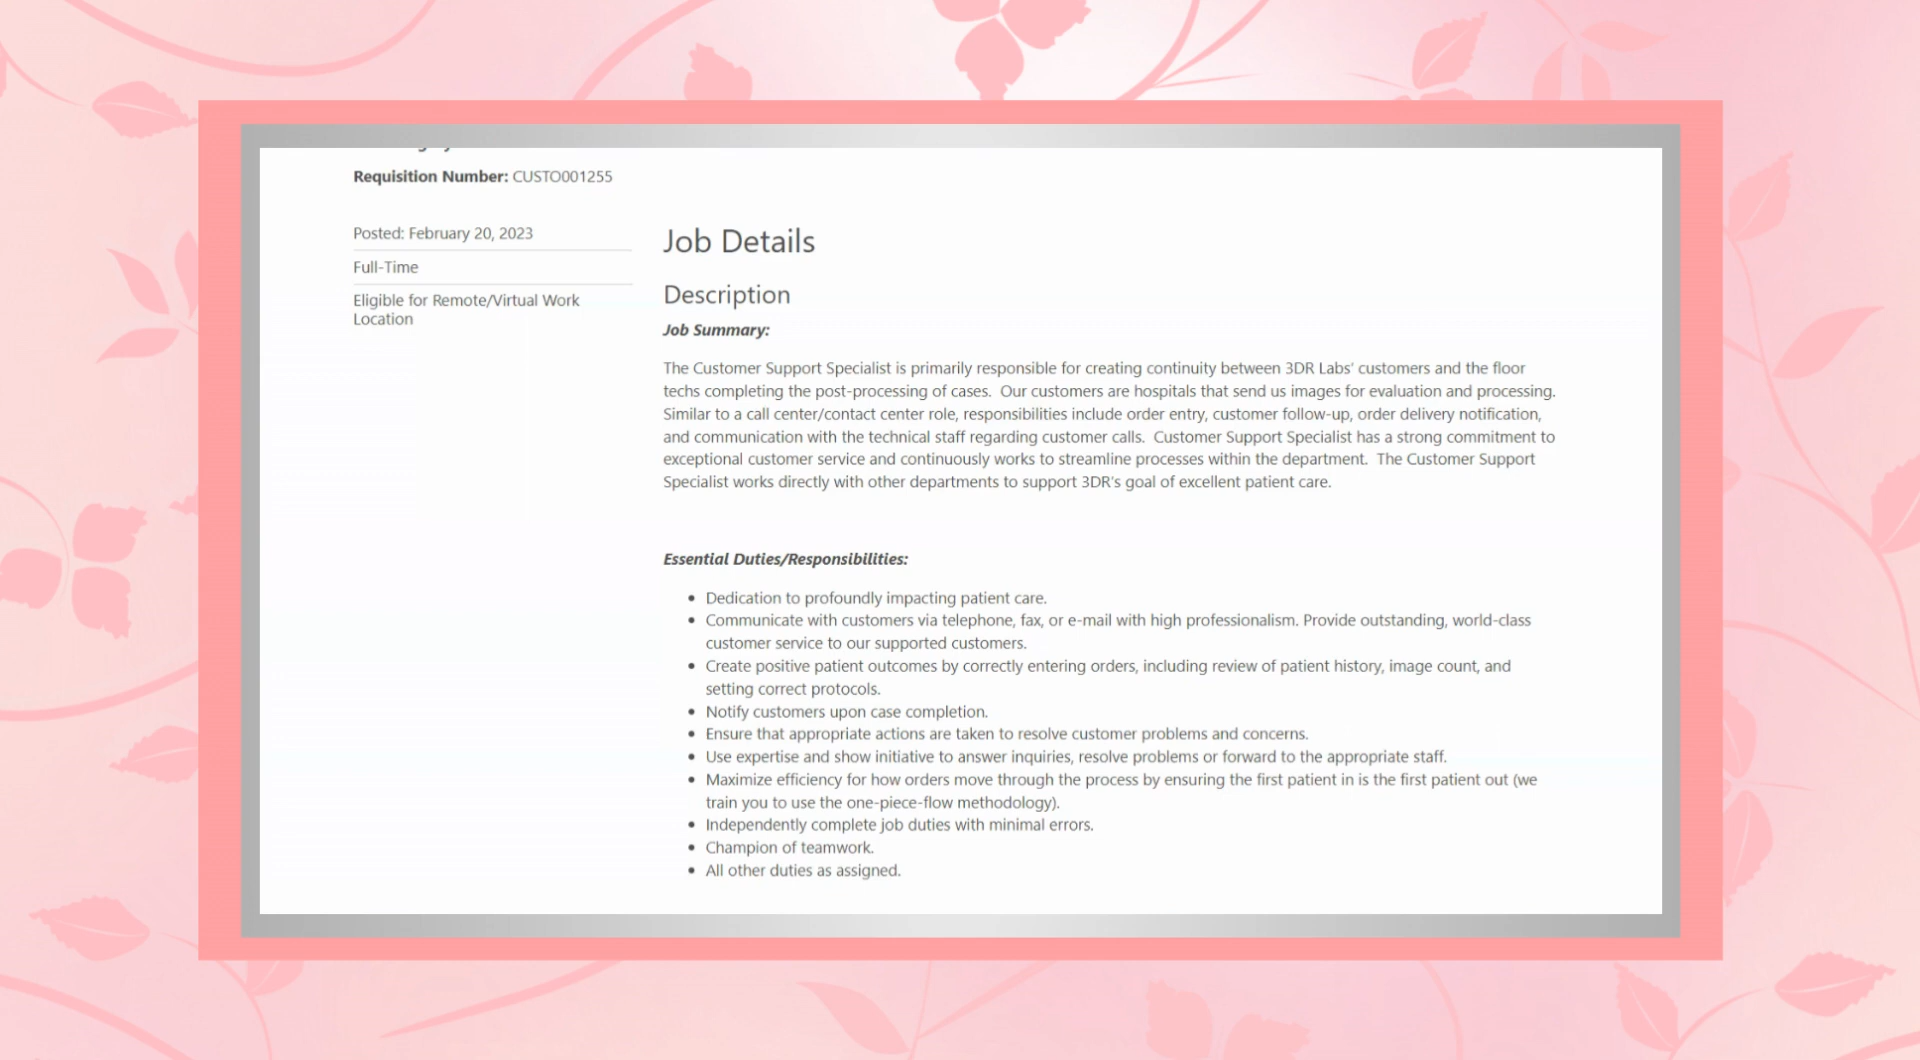 Requisition Number: CUSTO001255
Posted: February 20, 2023
Full-Time
Eligible for Remote/Virtual Work
Location
Job Details
Description
Job Summary:
The Customer Support Specialist is primarily responsible for creating continuity between 3DR Labs' customers and the floor
techs completing the post-processing of cases.  Our customers are hospitals that send us images for evaluation and processing.
Similar to a call center/contact center role, responsibilities include order entry, customer follow-up, order delivery notification,
and communication with the technical staff regarding customer calls.  Customer Support Specialist has a strong commitment to
exceptional customer service and continuously works to streamline processes within the department.  The Customer Support
Specialist works directly with other departments to support 3DR's goal of excellent patient care.
Essential Duties/Responsibilities:
• Dedication to profoundly impacting patient care.
• Communicate with customers via telephone, fax, or e-mail with high professionalism. Provide outstanding, world-class
customer service to our supported customers.
• Create positive patient outcomes by correctly entering orders, including review of patient history, image count, and
setting correct protocols.
• Notify customers upon case completion.
• Ensure that appropriate actions are taken to resolve customer problems and concerns.
• Use expertise and show initiative to answer inquiries, resolve problems or forward to the appropriate staff.
• Maximize efficiency for how orders move through the process by ensuring the first patient in is the first patient out (we
train you to use the one-piece-flow methodology).
• Independently complete job duties with minimal errors.
• Champion of teamwork.
• All other duties as assigned.